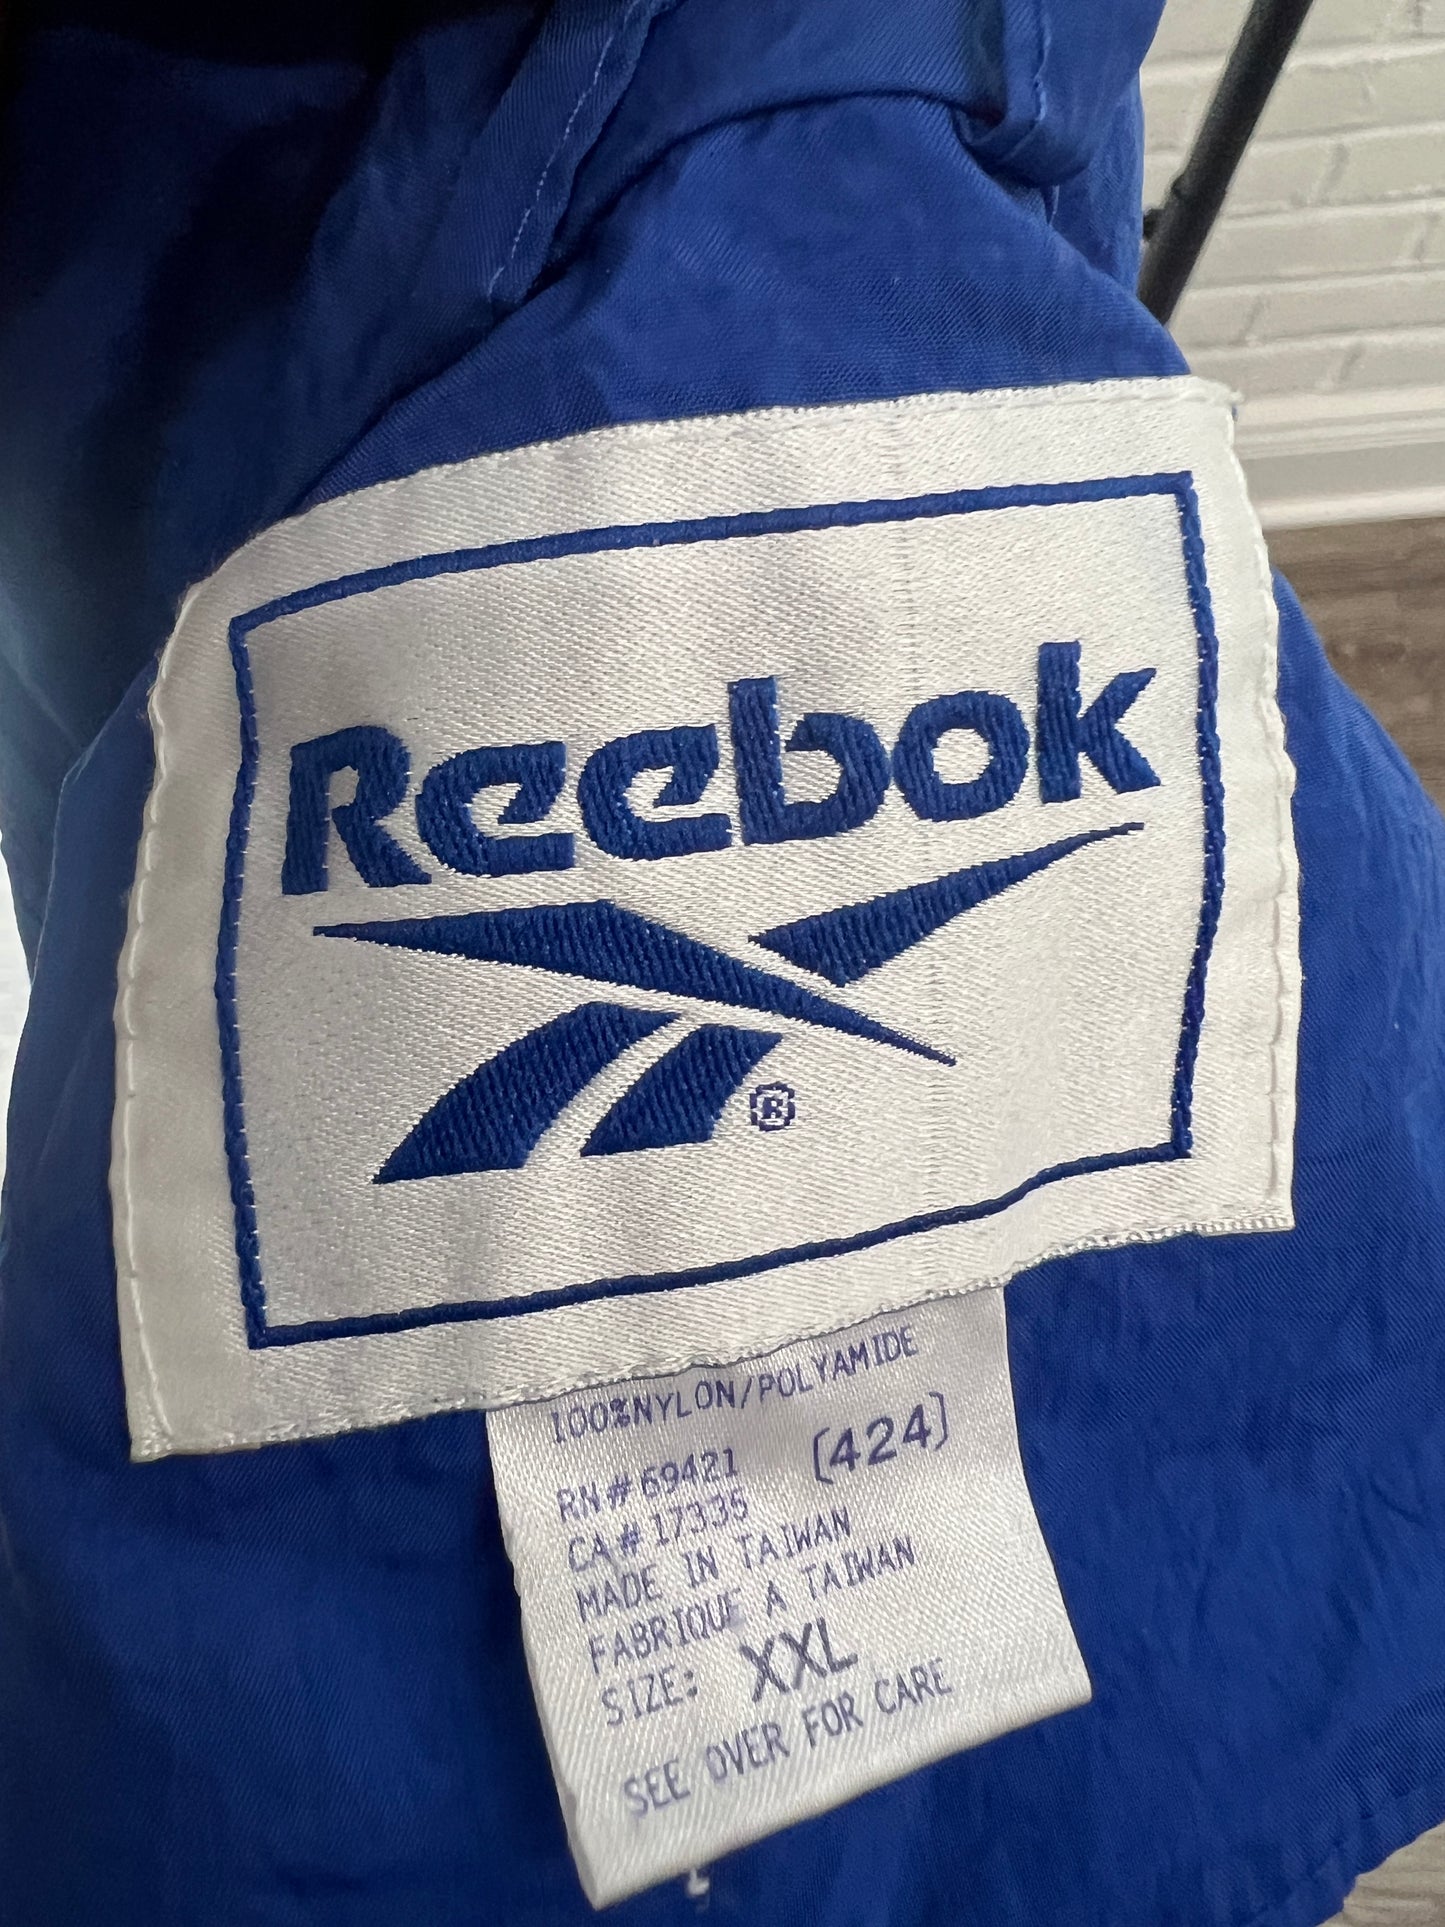 Reebok
®
100%NYLON/POLYAMIDE
RN#69421 (424)
CA#17335
MADE IN TAIWAN
FABRIQUE A TAIWAN
SIZE: XXL
SEE OVER FOR CARE